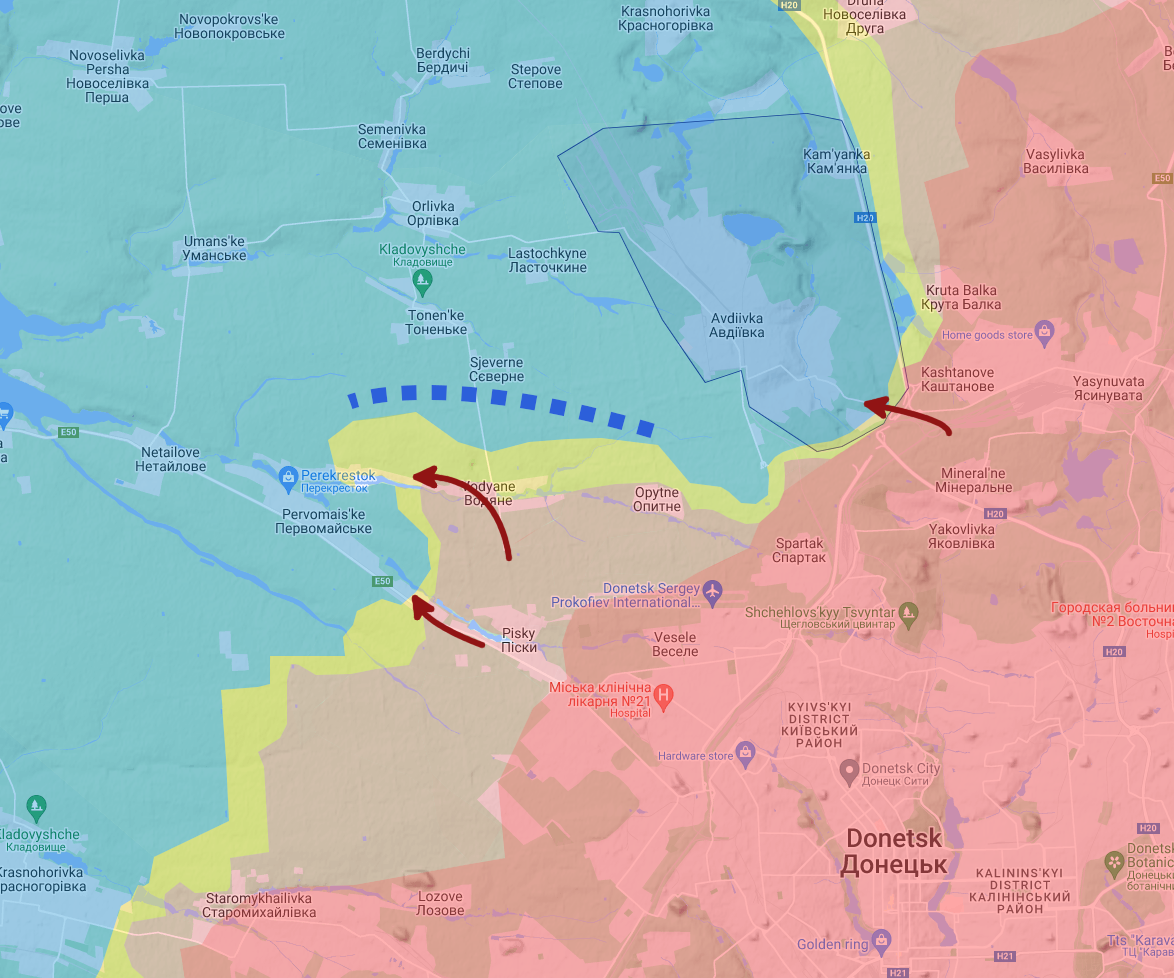 Novopokrovs'ke
Новопокровське
Krasnohorivka
Красногорівка
H20
Druha
Новоселівка
Друга
Novoselivka
Persha
Новоселівка
Перша
Berdychi
Бердичі
Stepove
Степове
ove
ове
Semenivka
Семенівка
Kam'yanka
Кам'янка
Vasylivka
Василівка
E50
Orlivka
Орлівка
H20
Umans'ke
Уманське
Kladovyshche
Кладовище
Lastochkyne
Ласточкине
Kruta Balka
Крута Балка
Tonen'ke
Тоненьке
Avdiivka
Авдіївка
Home goods store
Sjeverne
Сєверне
Kashtanove
Каштанове
Yasynuvata
Ясинувата
E50
Netailove
Нетайлове
Perekrestok
Перекресток
Vodyane
Водяне
Opytne
Опитне
Mineral'ne
Мінеральне
H20
Pervomais'ke
Первомайське
Yakovlivka
Яковлівка
Spartak
Спартак
E50
Donetsk Sergey
Prokofiev International...
Shchehlovs'kyy Tsvyntar
Щегловський цвинтар
Городская больни
№2 Восточна
Hospi
Pisky
Піски
Vesele
Веселе
H20
Міська клінічна
лікарня №21
Hospital
KYIVS'KYI
DISTRICT
КИЇВСЬКИЙ
РАЙОН
Hardware store
Donetsk City
Донецк Сити
Kladovyshche
Кладовище
H20
Donetsk
Донецьк
Donetsk
Botanic
Донецьки
ботанічни
Krasnohorivka
расногорівка
KALININS'KYI
DISTRICT
КАЛІНІНСЬКИЙ
РАЙОН
Staromykhailivka
Старомихайлівка
Lozove
Лозове
Golden ring
Tts "Karava
ТЦ "Карав
H21
H21